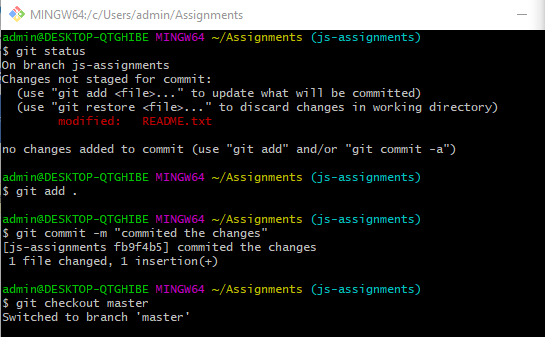 MINGW64:/c/Users/admin/Assignments
admin@DESKTOP-QTGHIBE MINGW64 ~/Assignments (js-assignments)
$ git status
On branch js-assignments
Changes not staged for commit:
  (use "git add <file>..." to update what will be committed)
  (use "git restore <file>..." to discard changes in working directory)
        modified:   README.txt
no changes added to commit (use "git add" and/or "git commit -a")
admin@DESKTOP-QTGHIBE MINGW64 ~/Assignments (js-assignments)
$ git add .
admin@DESKTOP-QTGHIBE MINGW64 ~/Assignments (js-assignments)
$ git commit -m "commited the changes"
[js-assignments fb9f4b5] commited the changes
 1 file changed, 1 insertion(+)
admin@DESKTOP-QTGHIBE MINGW64 ~/Assignments (js-assignments)
$ git checkout master
Switched to branch 'master'